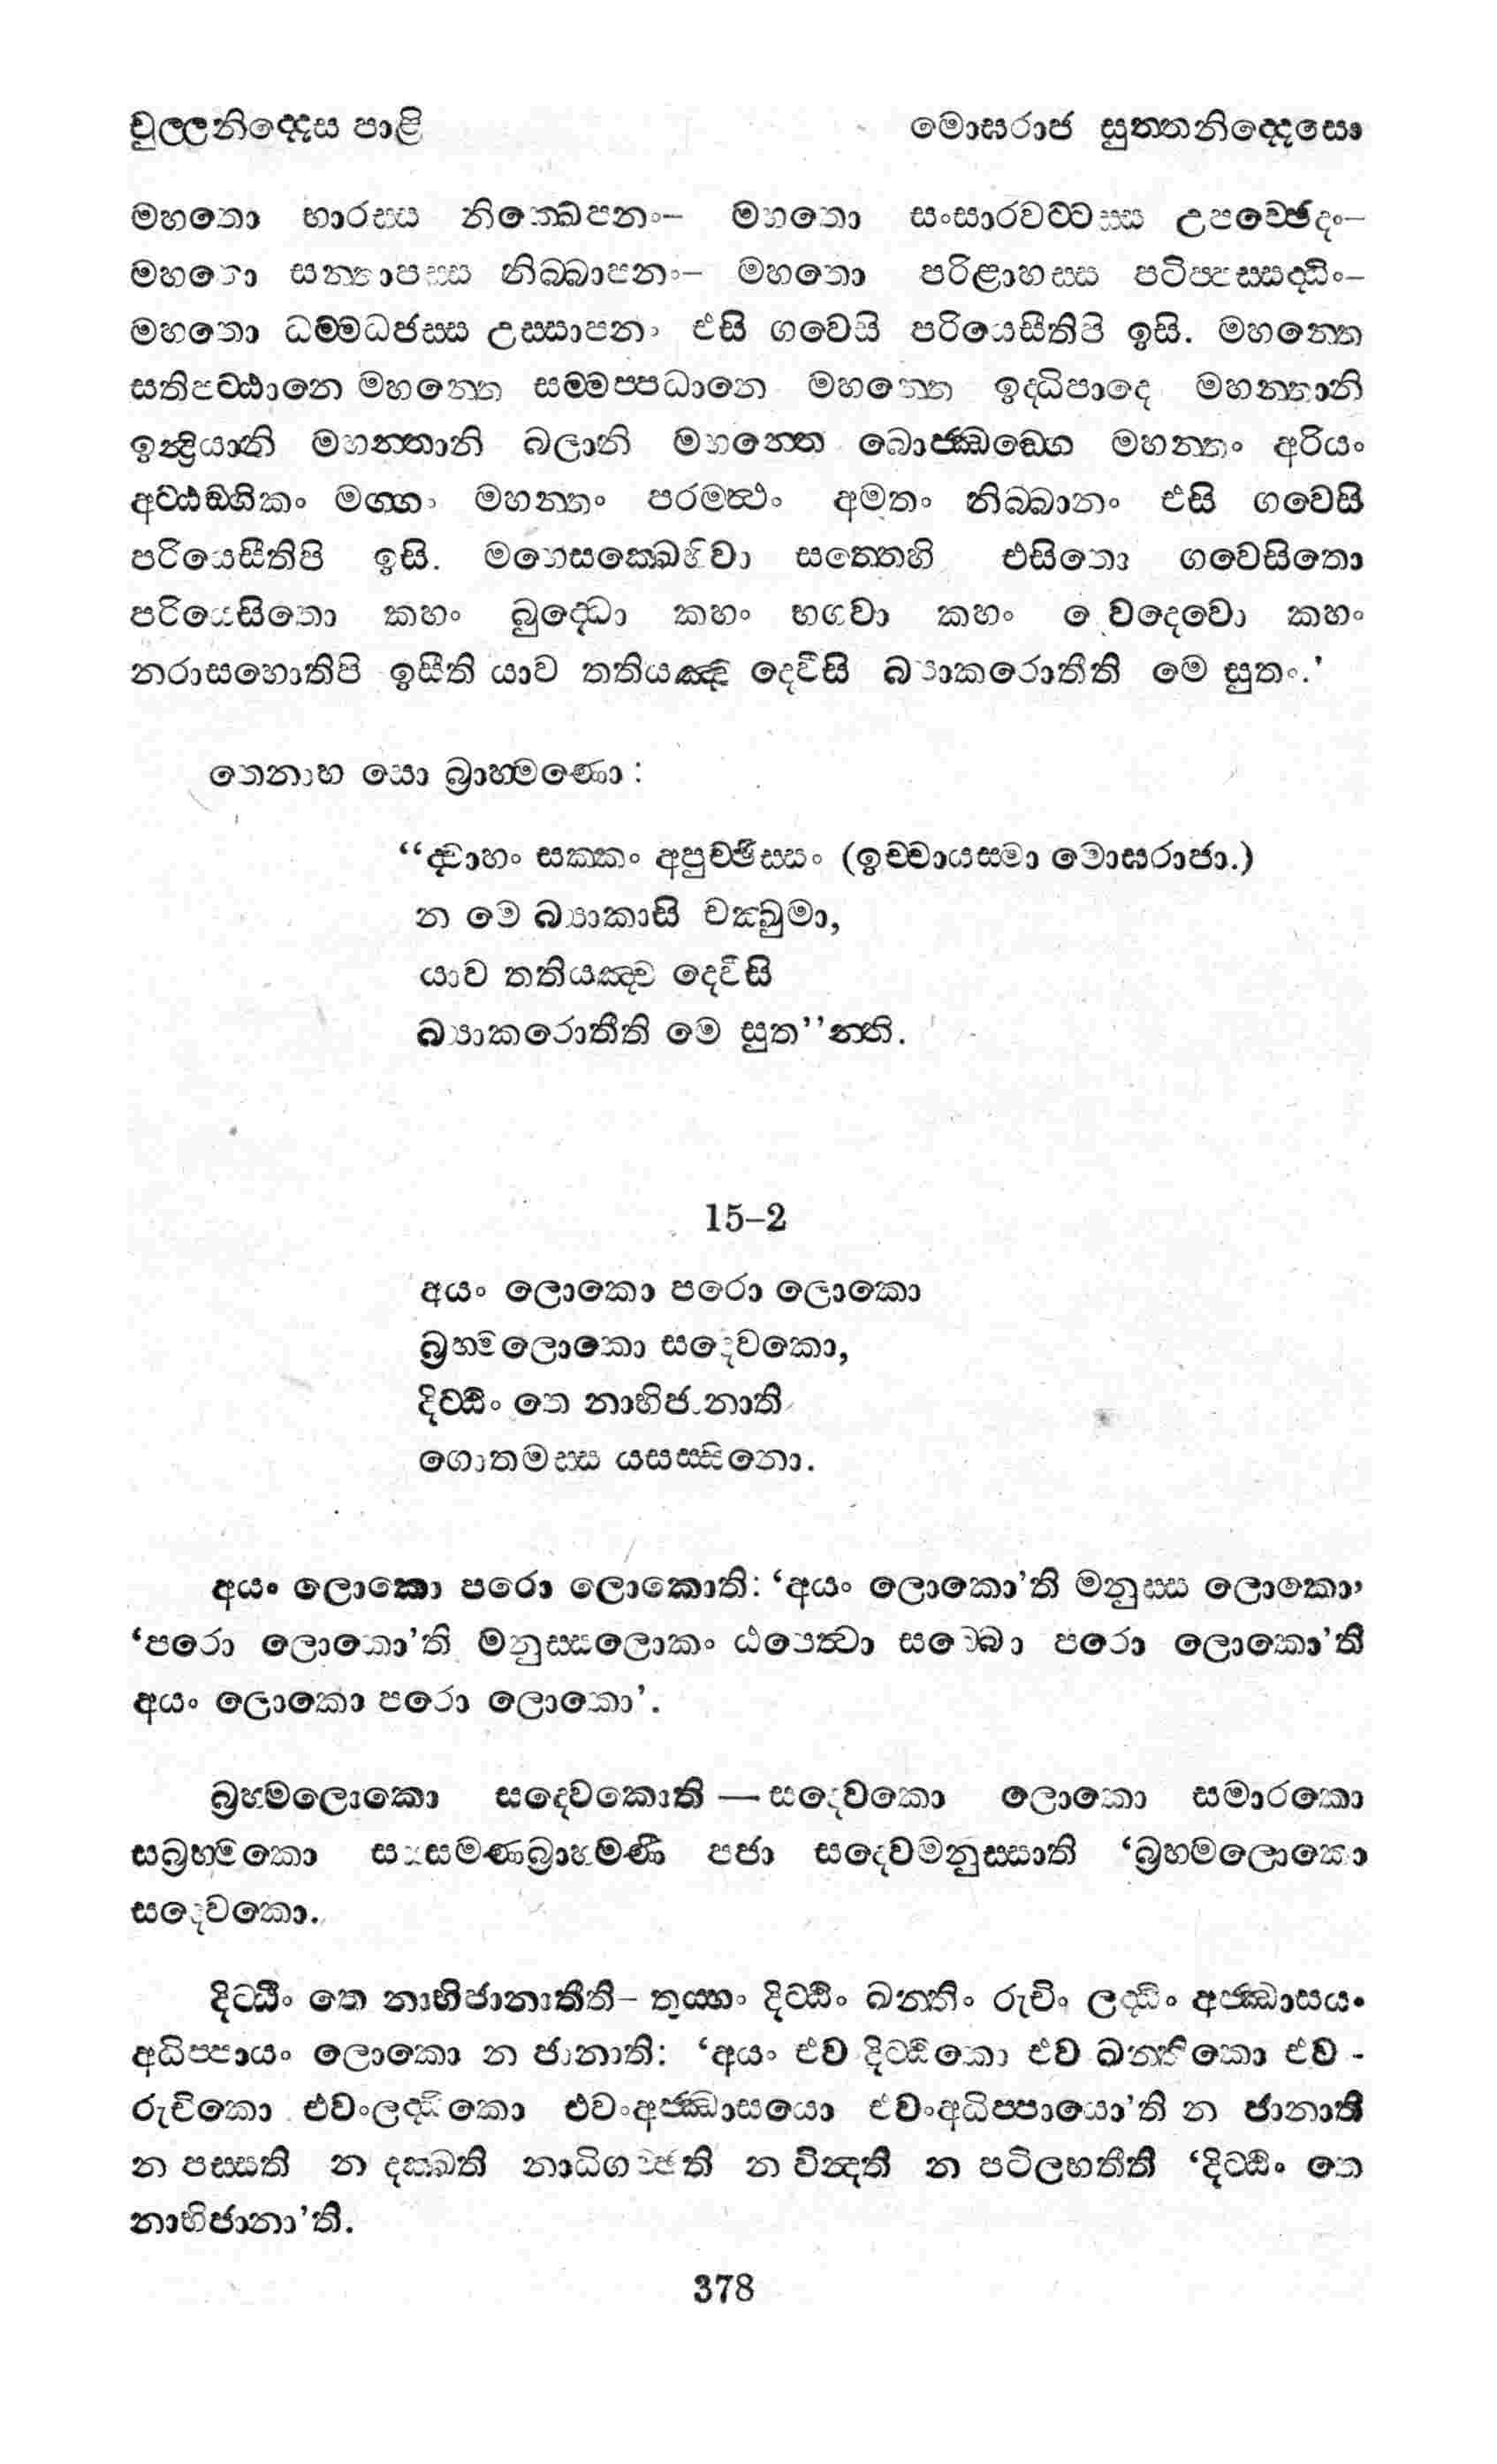 චුල්ලනිද්දෙස පාළි මොඝරාජ සුත්තනිද්දෙසො
මහතො භාරස්ස නික්ඛෙපනං– මහතො සංසාරවට්ටස්ස උපච්ඡෙදං–
මහතො සන්තාපස්ස නිබ්බාපනං– මහතො පරිළාහස්ස පටිප්පස්සද්ධිං–
මහතො ධම්මධජස්ස උස්සාපනං එසි ගවෙසි පරියෙසීතිපි ඉසි. මහන්තෙ
සතිපට්ඨානෙ මහන්තෙ සම්මප්පධානෙ මහන්තෙ ඉද්ධිපාදෙ මහන්තානි
ඉන්ද්‍රියානි මහන්තානි බලානි මහන්තෙ බොජ්ඣඞ්ගෙ මහන්තං අරියං
අට්ඨඞ්ගිකං මග්ගං මහන්තං පරමත්ථං අමතං නිබ්බානං එසි ගවෙසි
පරියෙසීතිපි ඉසි. මහෙසක්ඛෙහිවා සත්තෙහි එසිතො ගවෙසිතො
පරියෙසිතො කහං බුද්ධො කහං භගවා කහං දෙවදෙවො කහං
නරාසභොතිපි ඉසීති යාව තතියඤ්ච දෙවීසි බ්‍යාකරොතීති මෙ සුතං.’
තෙනාහ සො බ්‍රාහ්මණො :
“ද්වාහං සක්කං අපුච්ඡිස්සං (ඉච්චායස්මා මොඝරාජා.)
න මෙ බ්‍යාකාසි චක්ඛුමා,
යාව තතියඤ්ච දෙවීසි
බ්‍යාකරොතීති මෙ සුත’’න්ති.
15–2
අයං ලොකො පරො ලොකො
බ්‍රහ්මලොකො සදෙවකො,
දිට්ඨිං තෙ නාභිජානාති
ගොතමස්ස යසස්සිනො.
අයං ලොකො පරො ලොකොති: ‘අයං ලොකො’ති මනුස්ස ලොකො’
‘පරො ලොකො’ති මනුස්සලොකං ඨපෙත්වා සබ්බො පරො ලොකො’ති
අයං ලොකො පරො ලොකො’.
බ්‍රහ්මලොකො සදෙවකොති — සදෙවකො ලොකො සමාරකො
සබ්‍රහ්මකො සස්සමණබ්‍රාහ්මණී පජා සදෙවමනුස්සාති ‘බ්‍රහ්මලොකො
සදෙවකො.
දිට්ඨිං තෙ නාභිජානාතීති– තුය්හං දිට්ඨිං ඛන්තිං රුචිං ලද්ධිං අජ්ඣාසයං
අධිප්පායං ලොකො න ජානාති: ‘අයං එව දිට්ඨිකො එව ඛන්තිකො එව -
රුචිකො එවංලද්ධිකො එවංඅජ්ඣාසයො එවංඅධිප්පායො’ති න ජානාති
න පස්සති න දක්ඛති නාධිගච්ඡති න වින්දති න පටිලභතීති ‘දිට්ඨිං තෙ
නාභිජානා’ති.
378